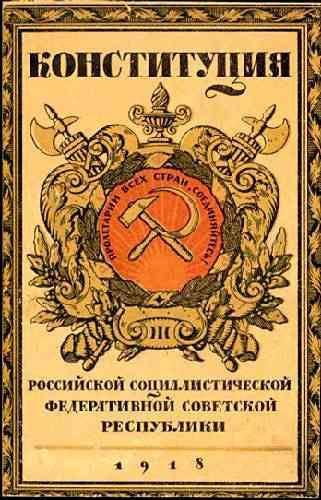 КОНСТИТУЦИЯ
ПРОЛЕТАРИИ ВСЕХ СТРАН, СОЕДИНЯЙТЕСЬ!
РОССИЙСКОЙ СОЦИАЛИСТИЧЕСКОЙ
ФЕДЕРАТИВНОЙ СОВЕТСКОЙ
РЕСПУБЛИКИ
1918